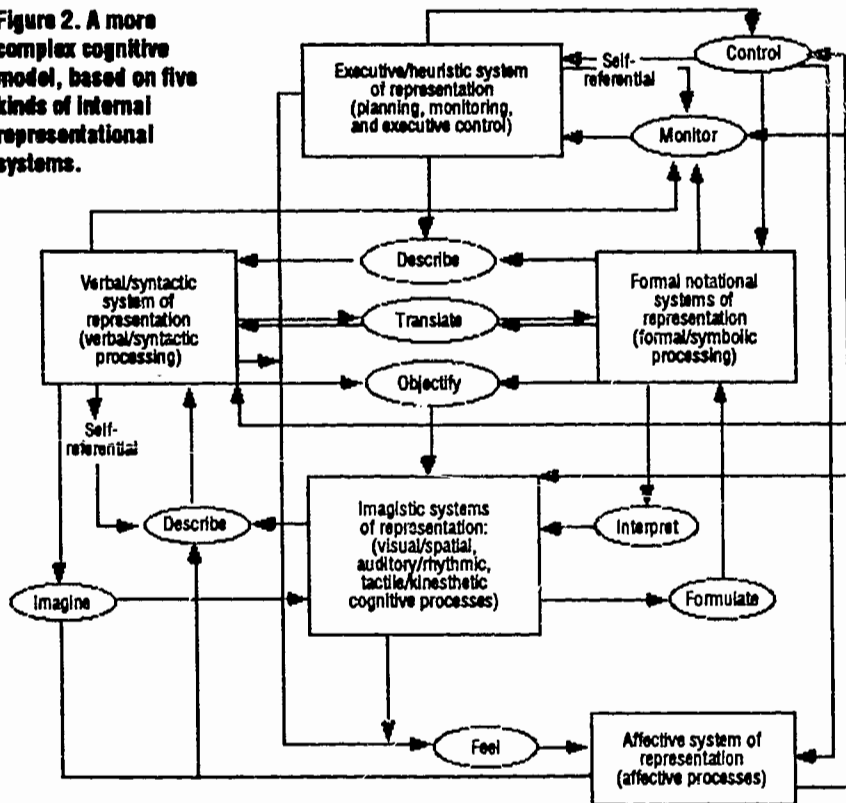 Figure 2. A more
complex cognitive
model, based on five
kinds of internal
representational
systems.
Executive/heuristic system
of representation
(planning, monitoring,
and executive control)
Self-
referential
Control
Monitor
Verbal/syntactic
system of
representation
(verbal/syntactic
processing)
Describe
Translate
Objectify
Formal notational
systems of
representation
(formal/symbolic
processing)
Self-
referential
Describe
Imagistic systems
of representation:
(visual/spatial,
auditory/rhythmic,
tactile/kinesthetic
cognitive processes)
Interpret
Imagine
Formulate
Feel
Affective system of
representation
(affective processes)